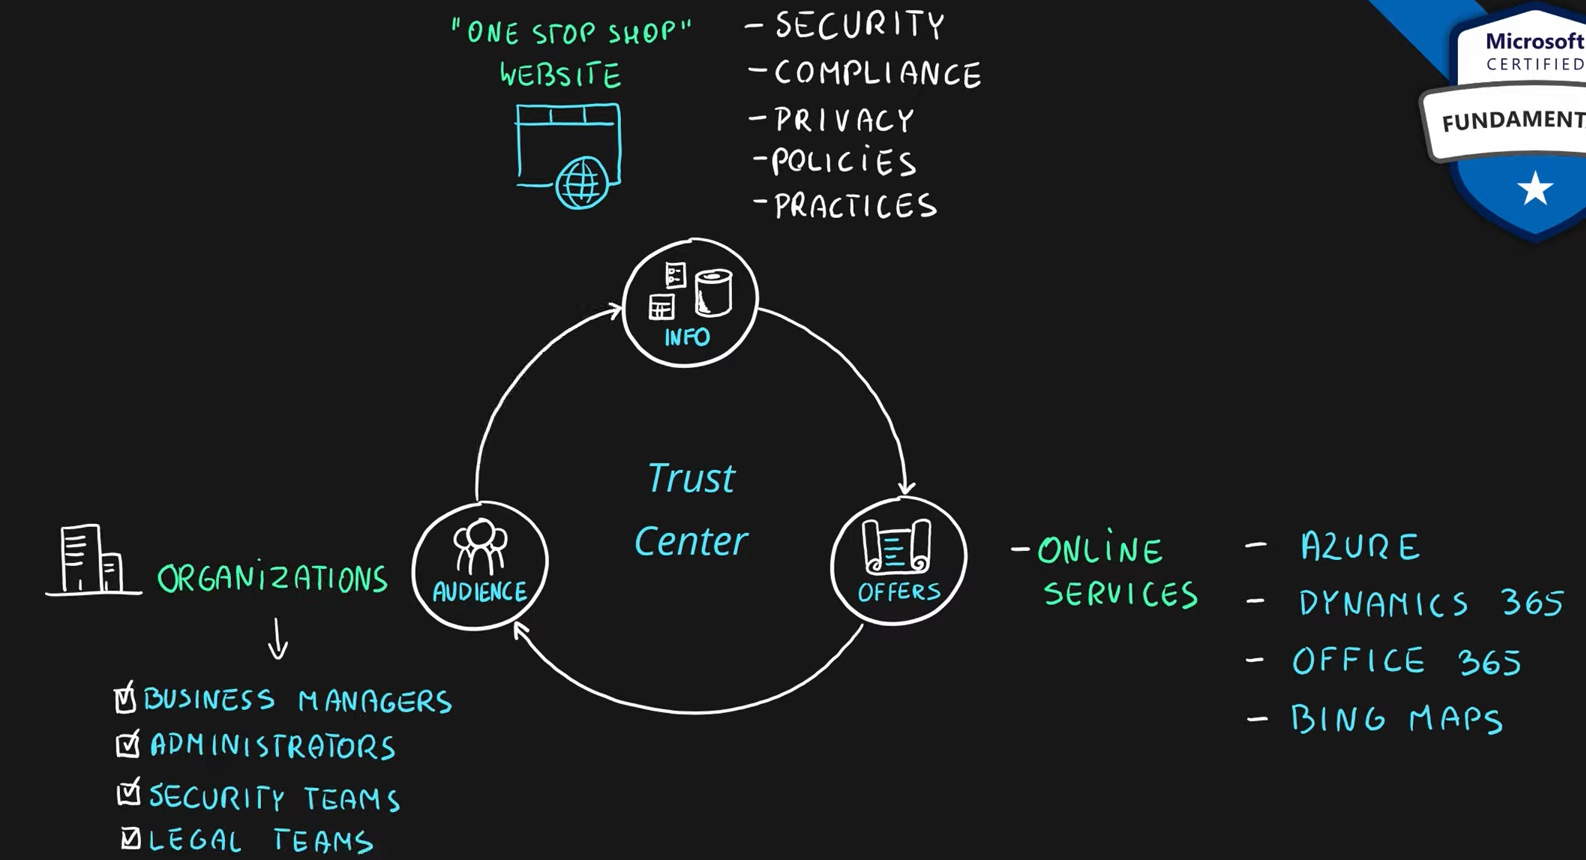 "ONE STOP SHOP"
WEBSITE
- SECURITY
- COMPLIANCE
- PRIVACY
- POLICIES
- PRACTICES
Microsoft
CERTIFIED
FUNDAMENT
INFO
Trust
Center
AUDIENCE
OFFERS
ORGANiZATIONS
BUSINESS MANAGERS
ADMINISTRATORS
SECURITY TEAMS
LEGAL TEAMS
- ONLiNE
SERVICES
- AZURE
- DYNAMICS 365
- OFFICE 365
- BING MAPS